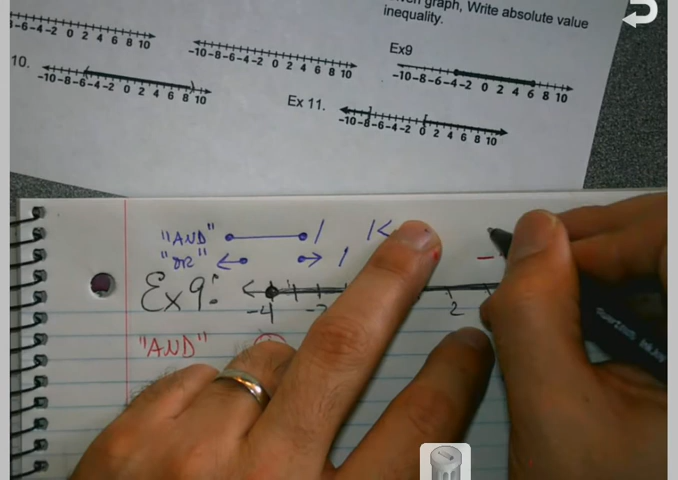 ven graph, Write absolute value
inequality.
-6-4-2 0 2 4 6 8 10
-10-8-6-4-2 0 2 4 6 8 10
Ex9
-10-8-6-4-2 0 2 4 6 8 10
10.
-10-8-6-4-2 0 2 4 6 8 10
Ex 11.
-10-8-6-4-2 0 2 4 6 8 10
"AND" | |<
"OR" |
Ex9:
-4 2
"AND"